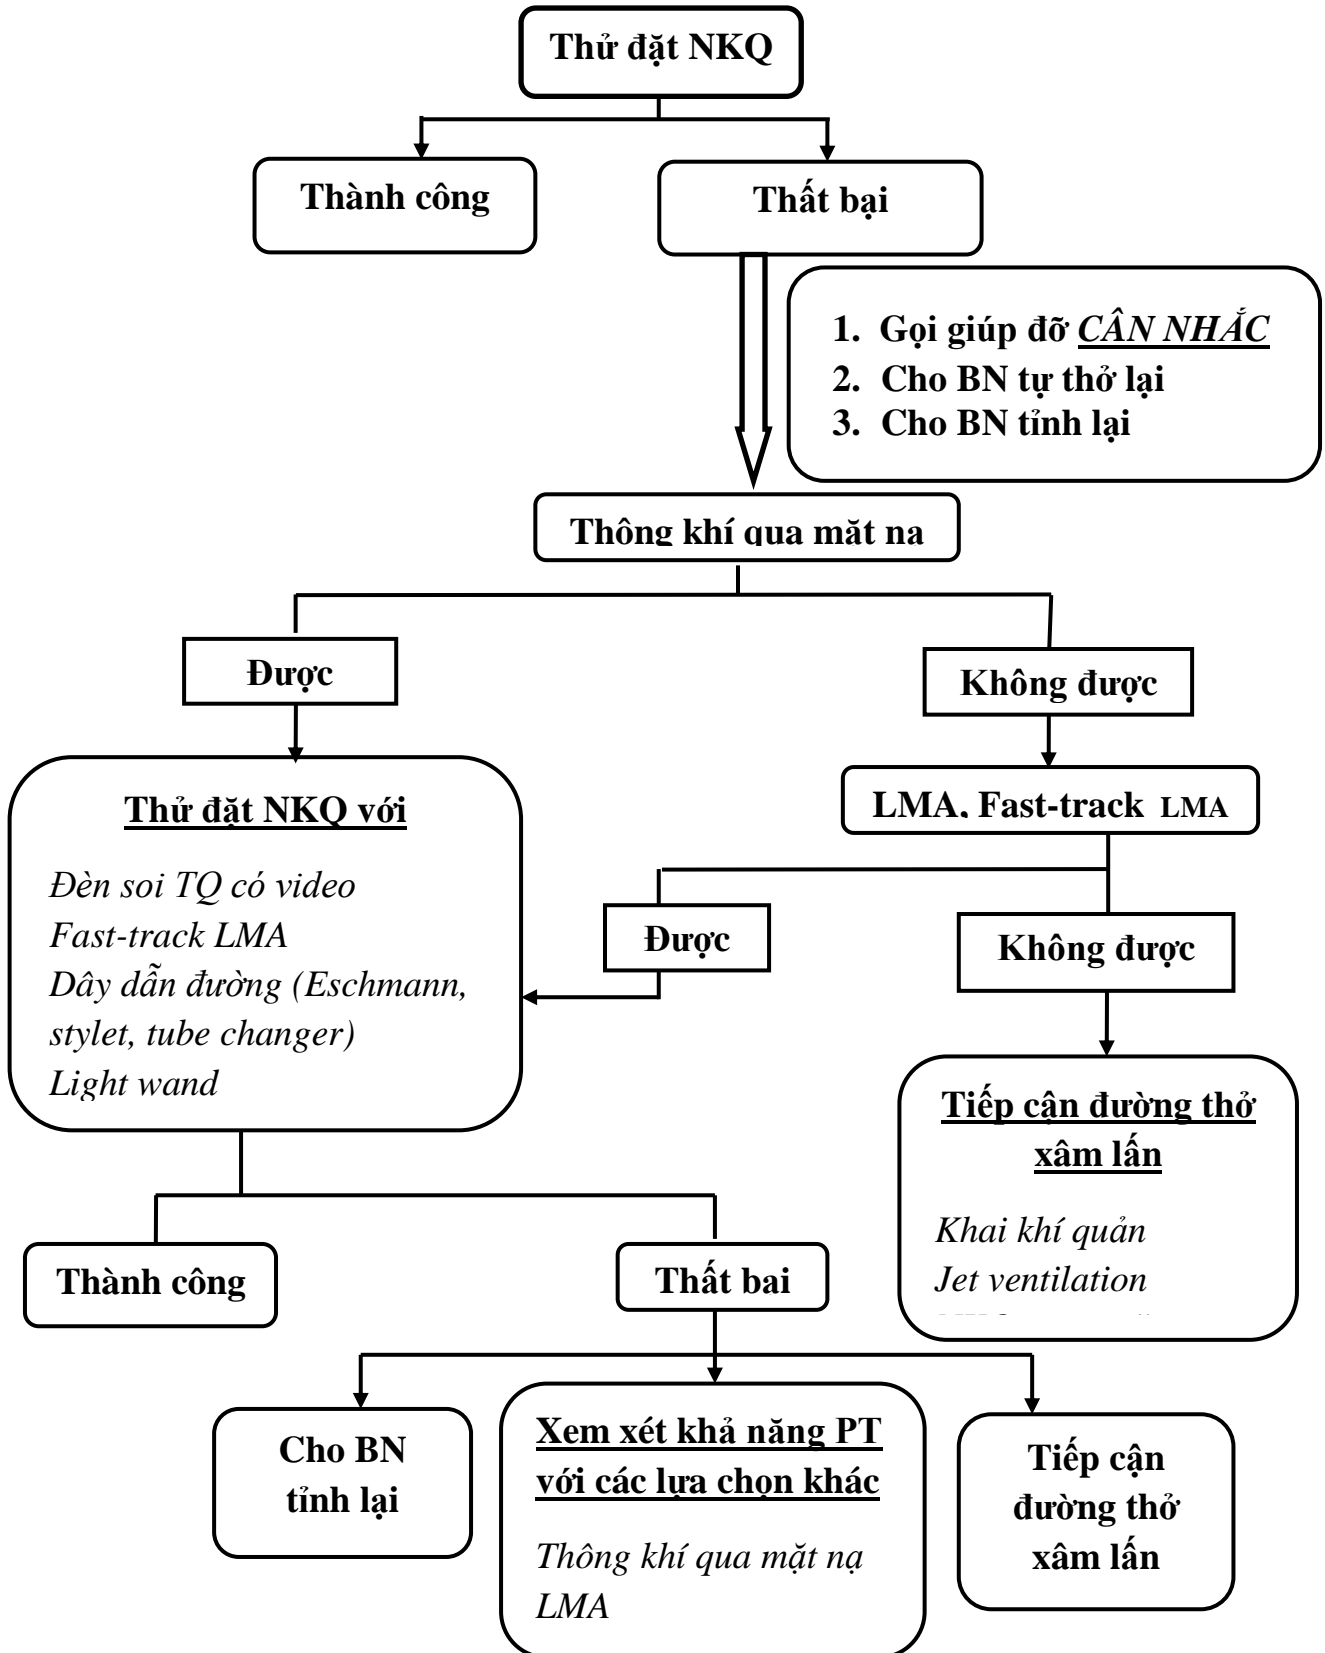 Thử đặt NKQ
Thành công
Thất bại
1. Gọi giúp đỡ CÂN NHẮC
2. Cho BN tự thở lại
3. Cho BN tỉnh lại
Thông khí qua mặt nạ
Được
Không được
Thử đặt NKQ với
Đèn soi TQ có video
Fast-track LMA
Dây dẫn đường (Eschmann,
stylet, tube changer)
Light wand
LMA, Fast-track LMA
Được
Không được
Tiếp cận đường thở
xâm lấn
Khai khí quản
Jet ventilation
Thành công
Thất bại
Cho BN
tỉnh lại
Xem xét khả năng PT
với các lựa chọn khác
Thông khí qua mặt nạ
LMA
Tiếp cận
đường thở
xâm lấn